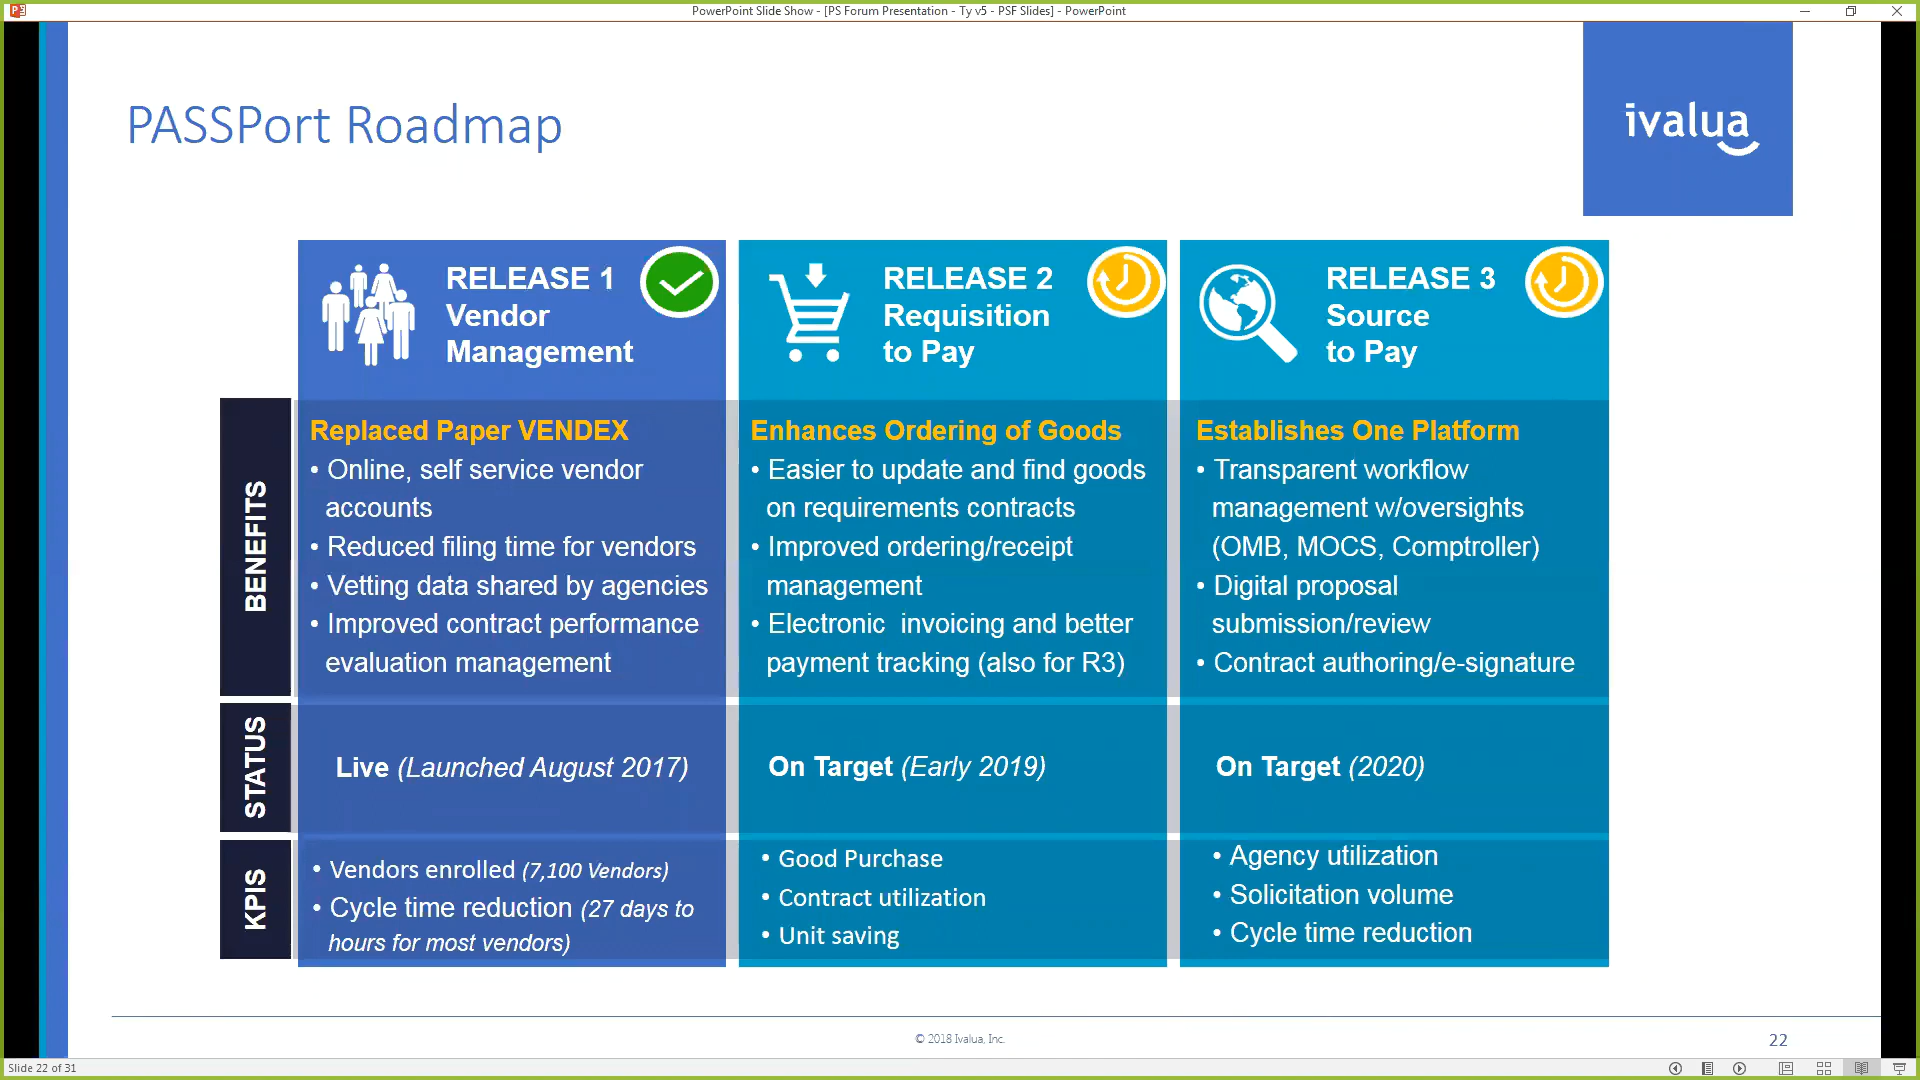 PowerPoint Slide Show - [PS Forum Presentation - Ty v5 - PSF Slides] - PowerPoint
PASSPort Roadmap
ivalua
RELEASE 1
Vendor
Management
RELEASE 2
Requisition
to Pay
RELEASE 3
Source
to Pay
BENEFITS
Replaced Paper VENDEX
• Online, self service vendor
accounts
• Reduced filing time for vendors
• Vetting data shared by agencies
• Improved contract performance
evaluation management
Enhances Ordering of Goods
• Easier to update and find goods
on requirements contracts
• Improved ordering/receipt
management
• Electronic  invoicing and better
payment tracking (also for R3)
Establishes One Platform
• Transparent workflow
management w/oversights
(OMB, MOCS, Comptroller)
• Digital proposal
submission/review
• Contract authoring/e-signature
STATUS
Live (Launched August 2017)
On Target (Early 2019)
On Target (2020)
KPIS
• Vendors enrolled (7,100 Vendors)
• Cycle time reduction (27 days to
hours for most vendors)
• Good Purchase
• Contract utilization
• Unit saving
• Agency utilization
• Solicitation volume
• Cycle time reduction
© 2018 Ivalua, Inc.
22
Slide 22 of 31